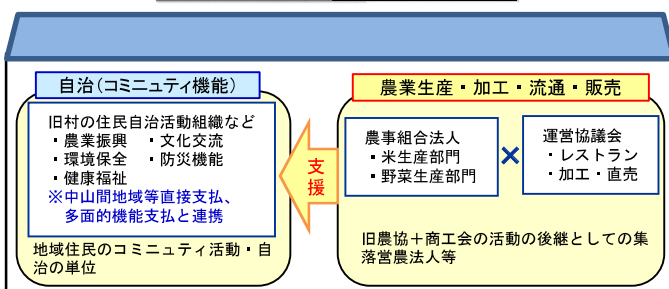 自治（コミニュティ機能）
旧村の住民自治活動組織など
・農業振興　・文化交流
・環境保全　・防災機能
・健康福祉
※中山間地域等直接支払、
多面的機能支払と連携
地域住民のコミュニティ活動・自
治の単位
支
援
農業生産・加工・流通・販売
農事組合法人
・米生産部門
・野菜生産部門
×
運営協議会
・レストラン
・加工・直売
旧農協＋商工会の活動の後継としての集
落営農法人等